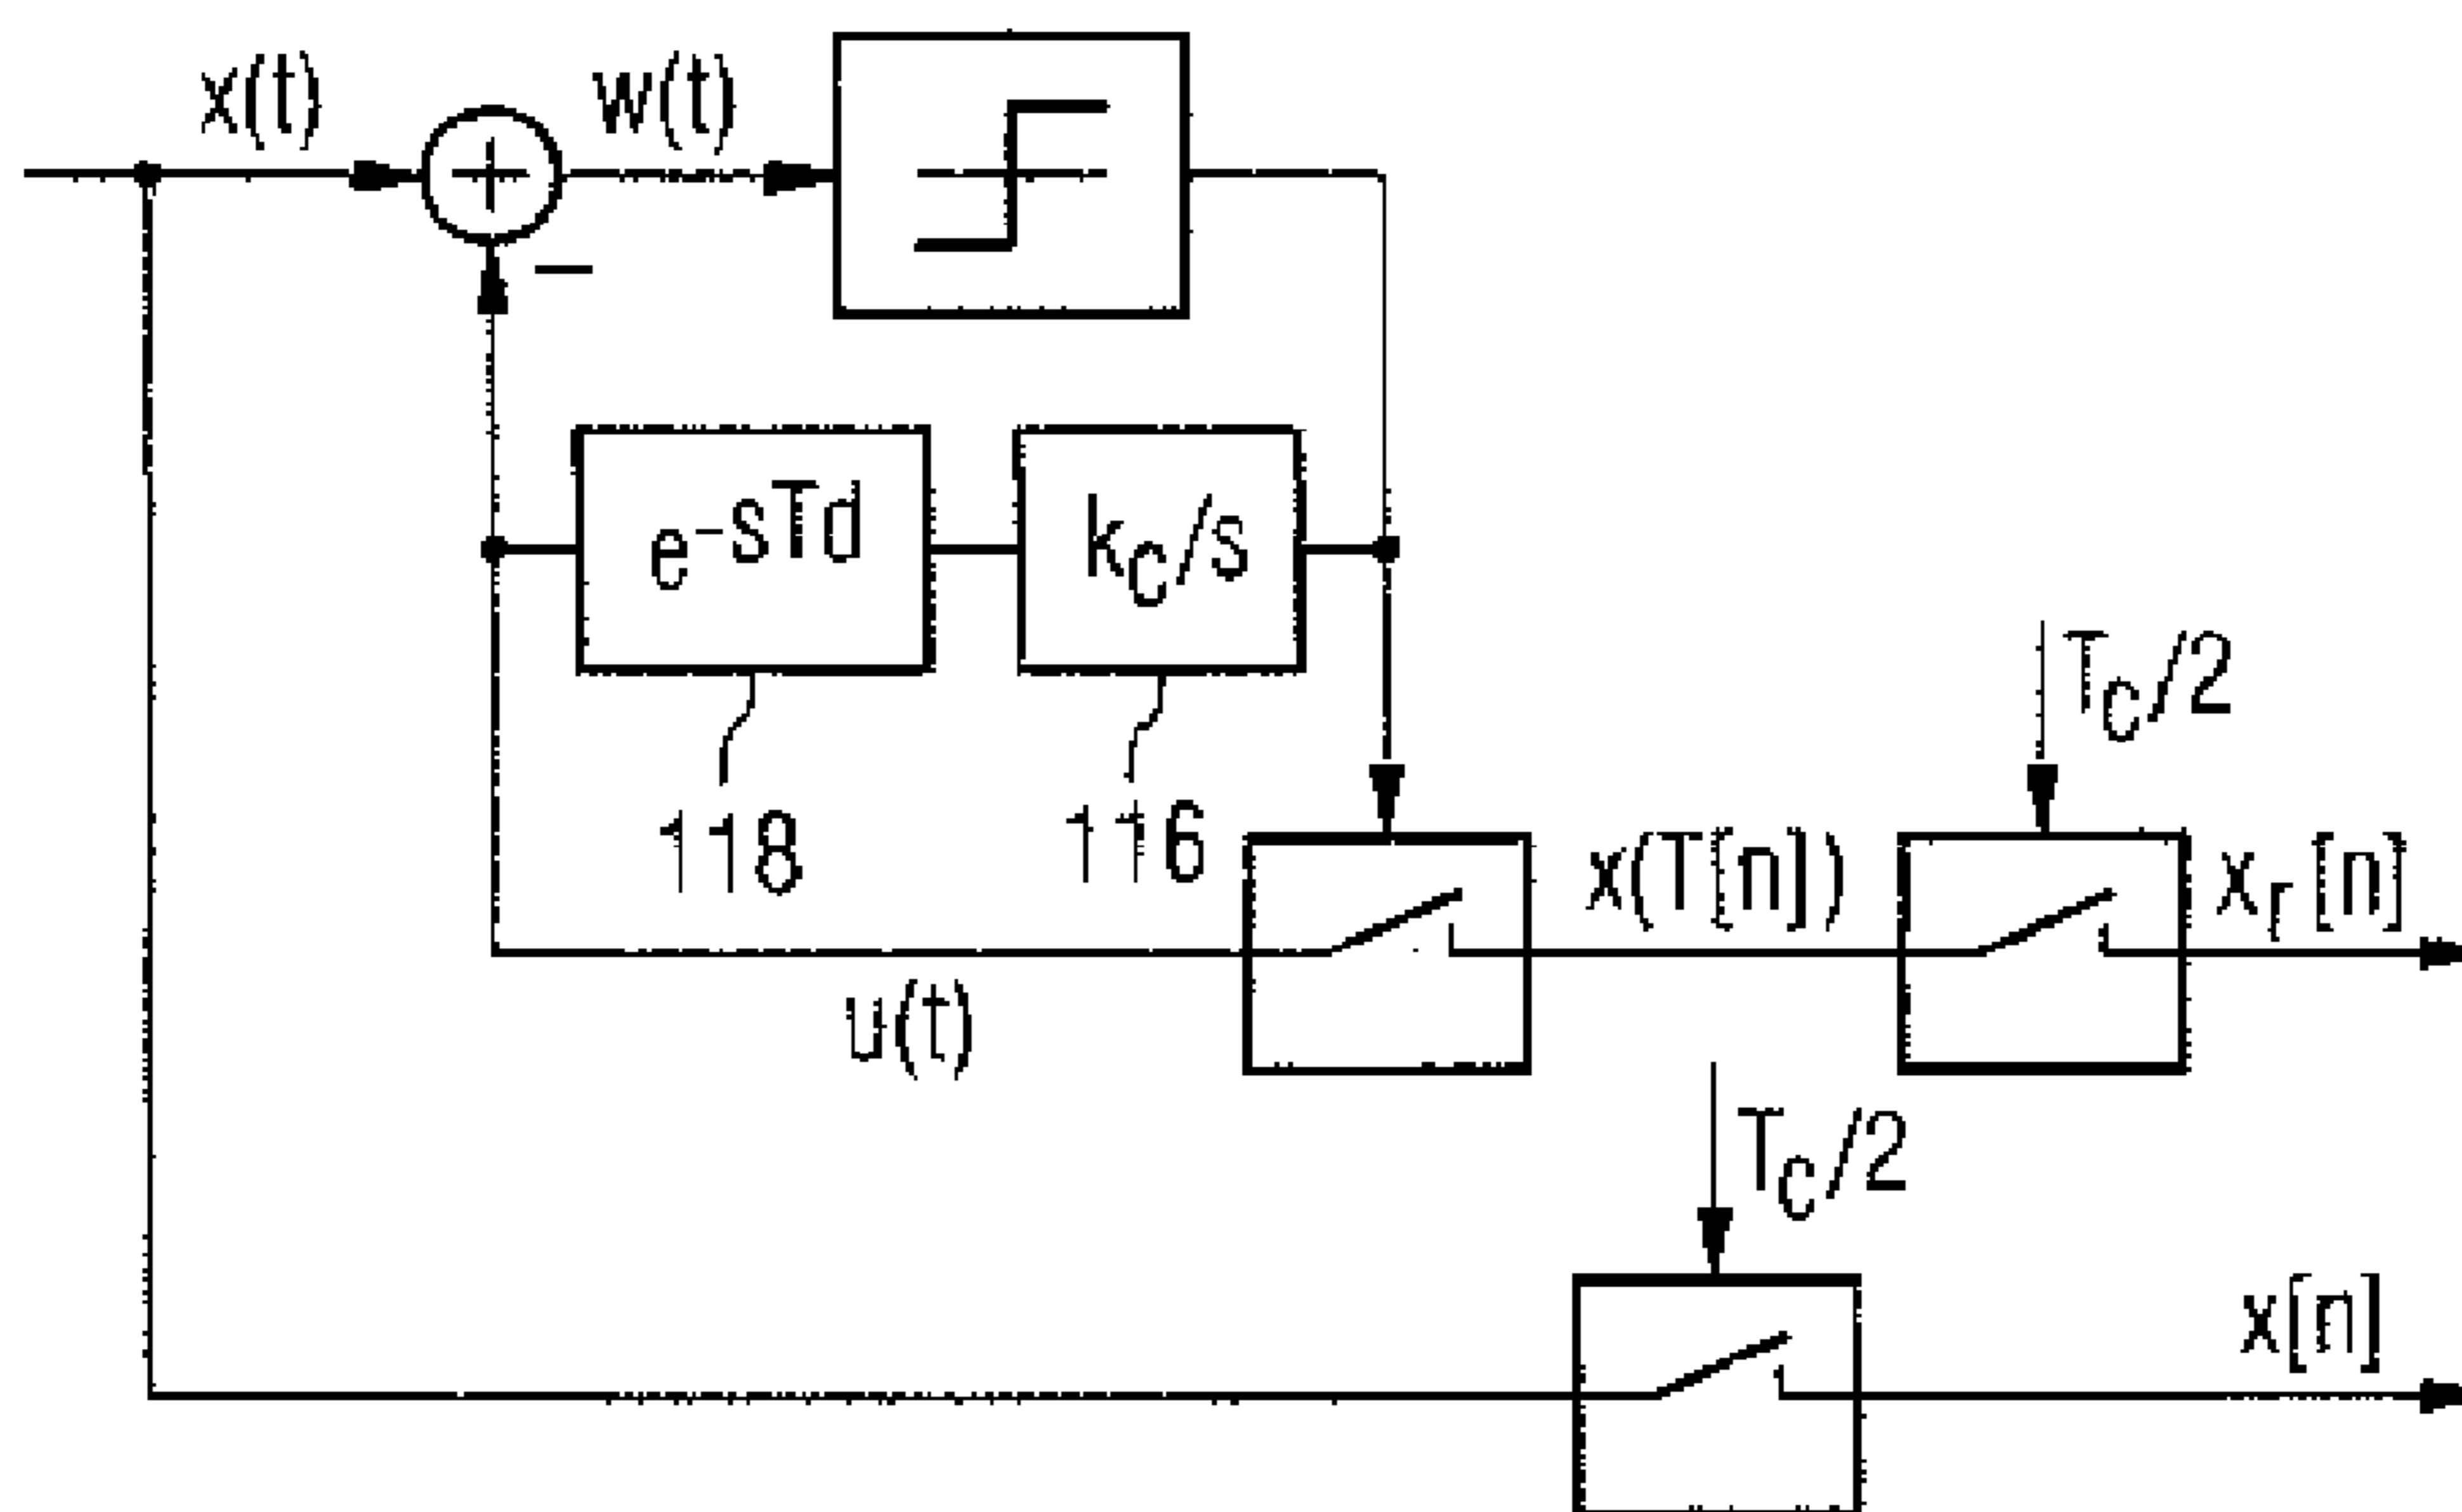 x(t)
w(t)
+
−
e^-sTd
k_c/s
118
116
T_c/2
x(T[n])
x_r[n]
u(t)
T_c/2
x[n]